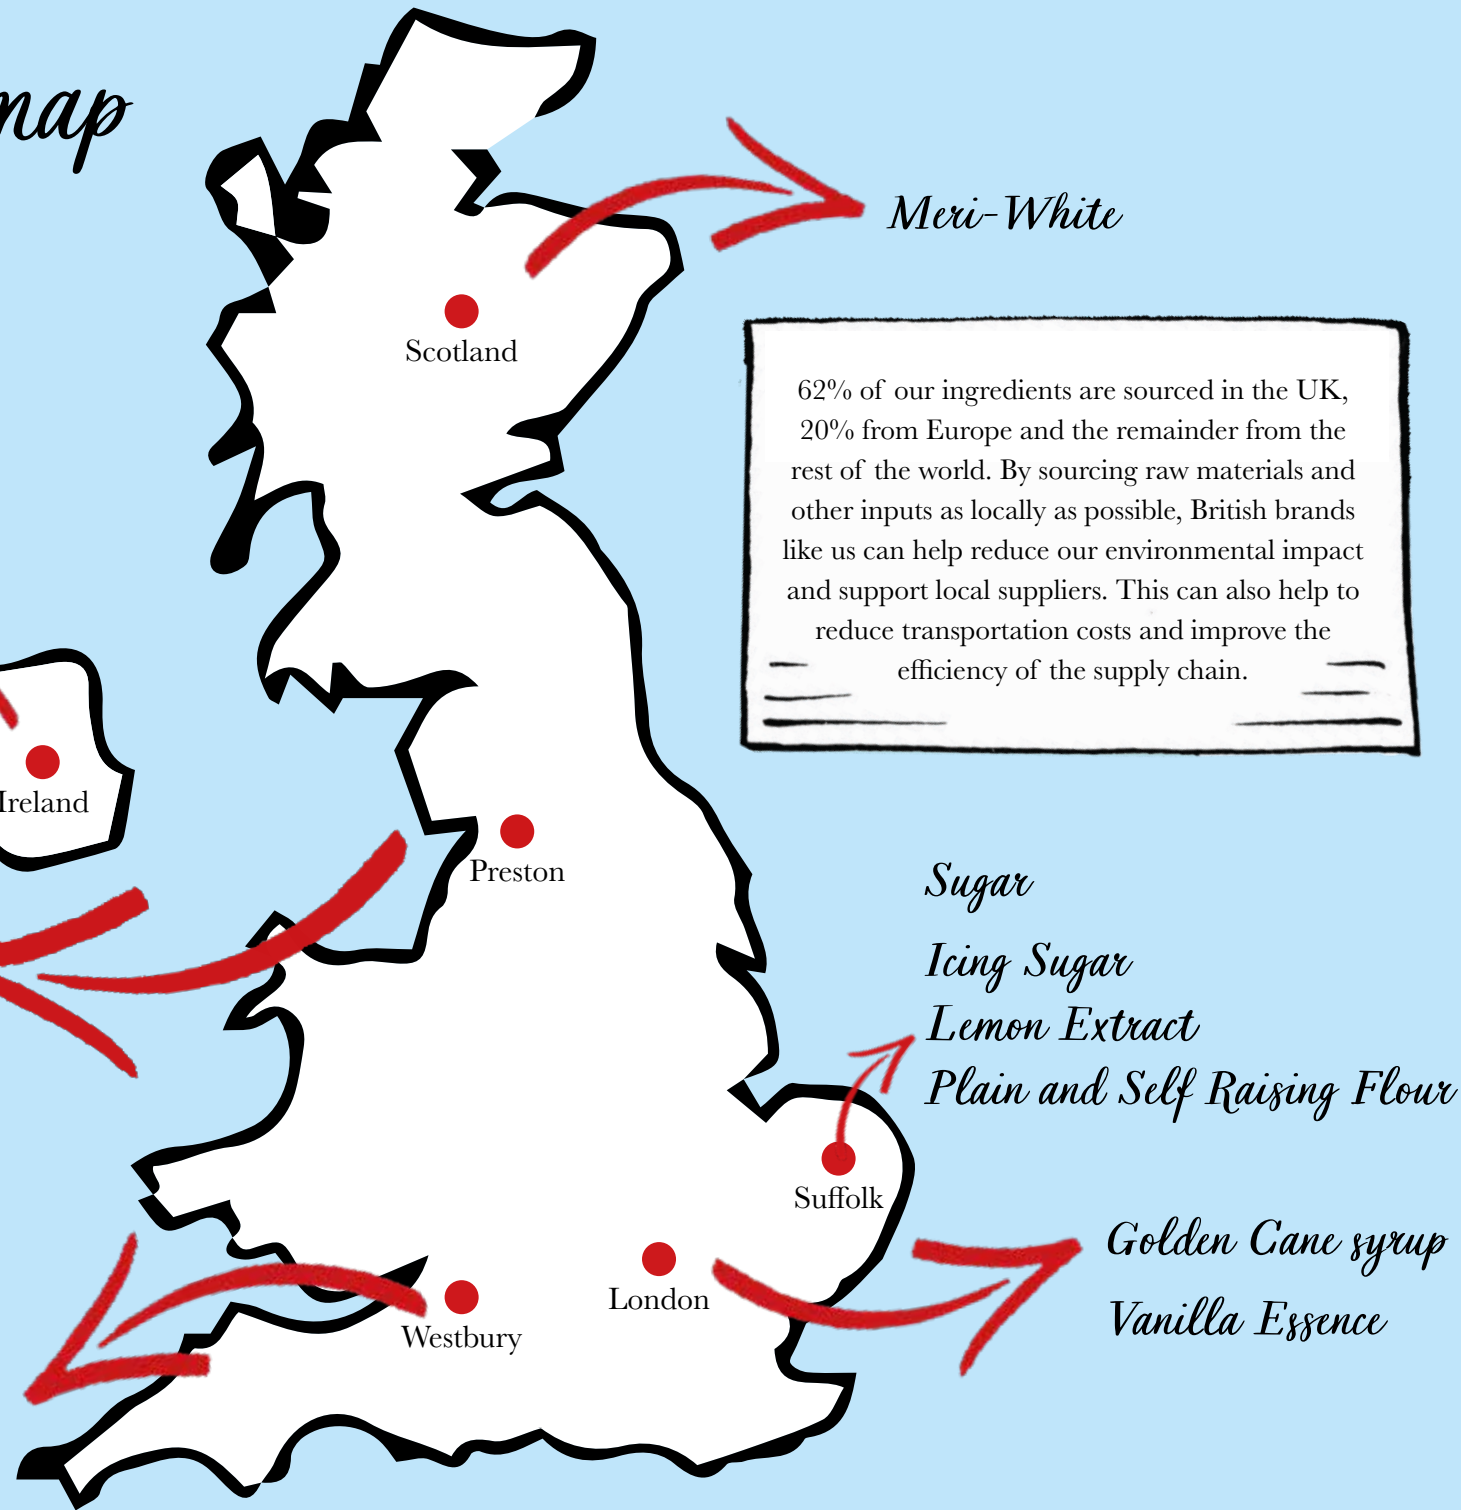 map
Meri-White
Scotland
62% of our ingredients are sourced in the UK,
20% from Europe and the remainder from the
rest of the world. By sourcing raw materials and
other inputs as locally as possible, British brands
like us can help reduce our environmental impact
and support local suppliers. This can also help to
reduce transportation costs and improve the
efficiency of the supply chain.
Ireland
Preston
Sugar
Icing Sugar
Lemon Extract
Plain and Self Raising Flour
Suffolk
Golden Cane syrup
Vanilla Essence
London
Westbury